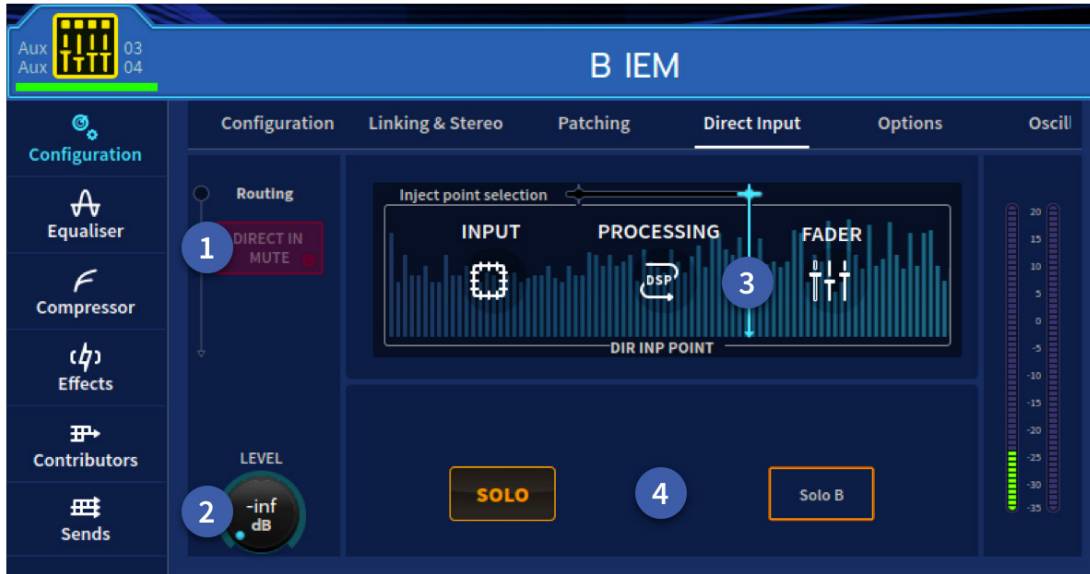 Aux 03
Aux 04
B IEM
Configuration
Equaliser
Compressor
Effects
Contributors
Sends
Configuration Linking & Stereo Patching Direct Input Options Oscill
Routing
1
DIRECT IN
MUTE
LEVEL
2
-inf
dB
Inject point selection
INPUT PROCESSING FADER
DSP
3
DIR INP POINT
SOLO
4
Solo B
20
15
10
5
0
-5
-10
-15
-20
-25
-30
-35